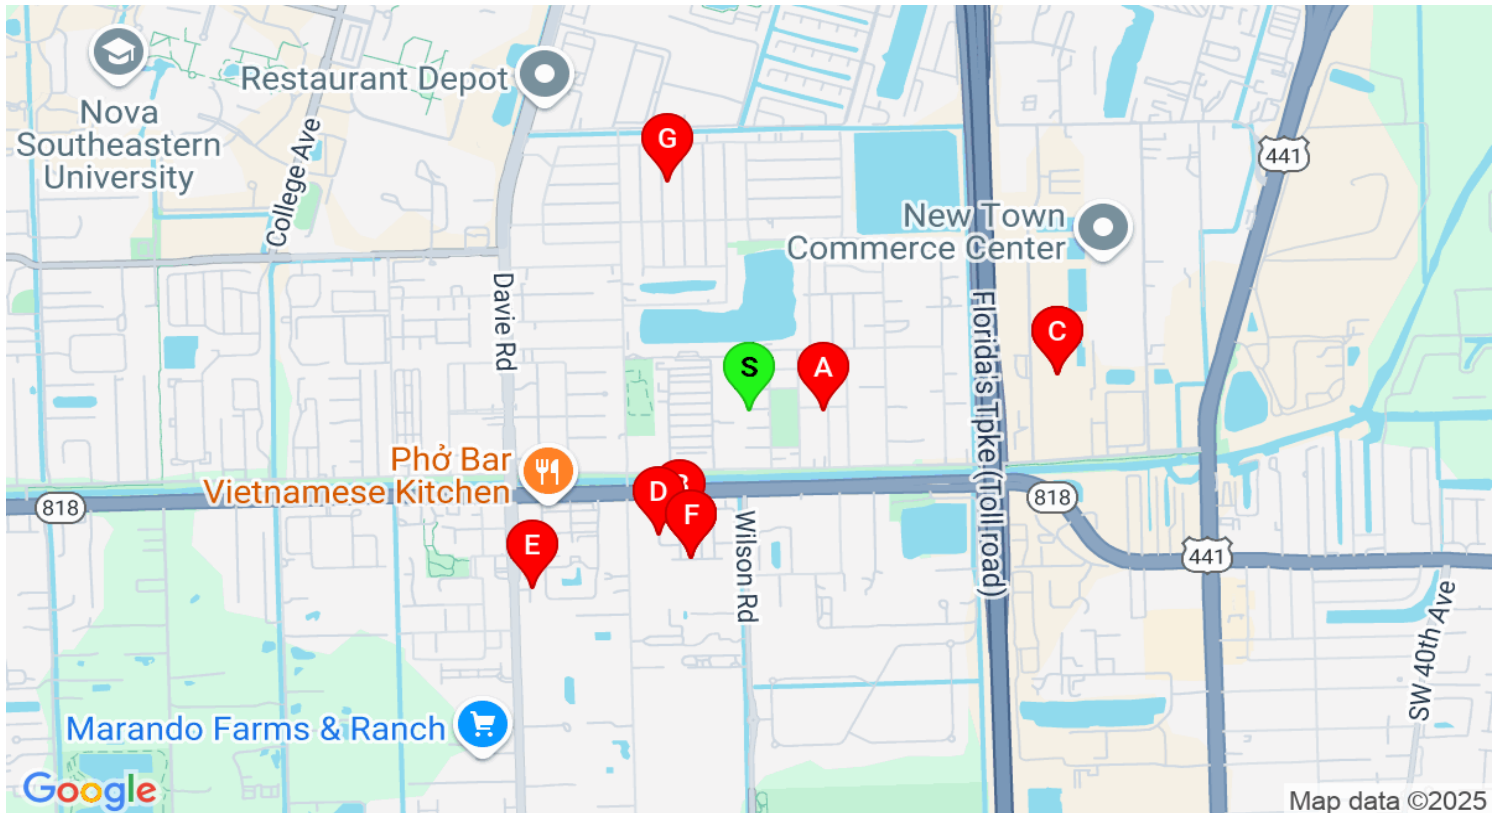 Nova
Southeastern
University
College Ave
Restaurant Depot
G
441
New Town
Commerce Center
Davie Rd
Florida's Tpke (Toll road)
C
S
A
Phở Bar
Vietnamese Kitchen
818
D
B
F
E
818
441
Wilson Rd
SW 40th Ave
Marando Farms & Ranch
Google
Map data ©2025